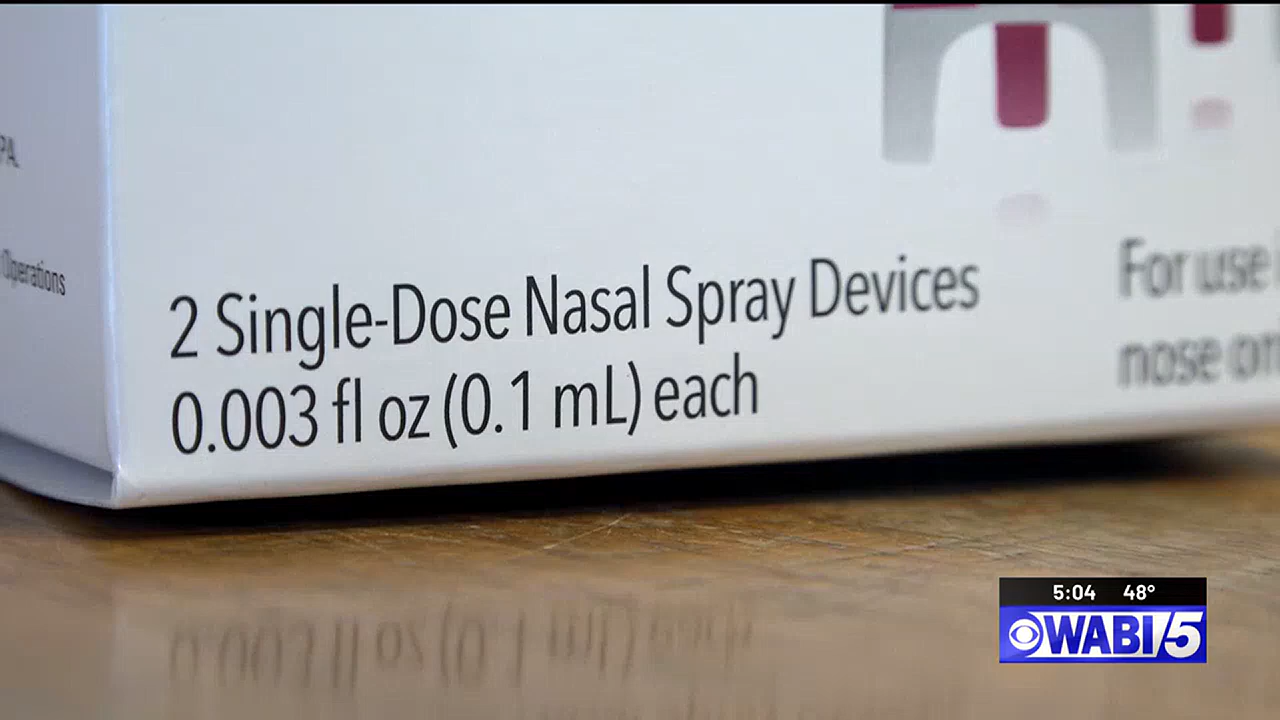 PA.
Operations
2 Single-Dose Nasal Spray Devices
0.003 fl oz (0.1 mL) each
For use
nose
5:04 48°
WABI 5